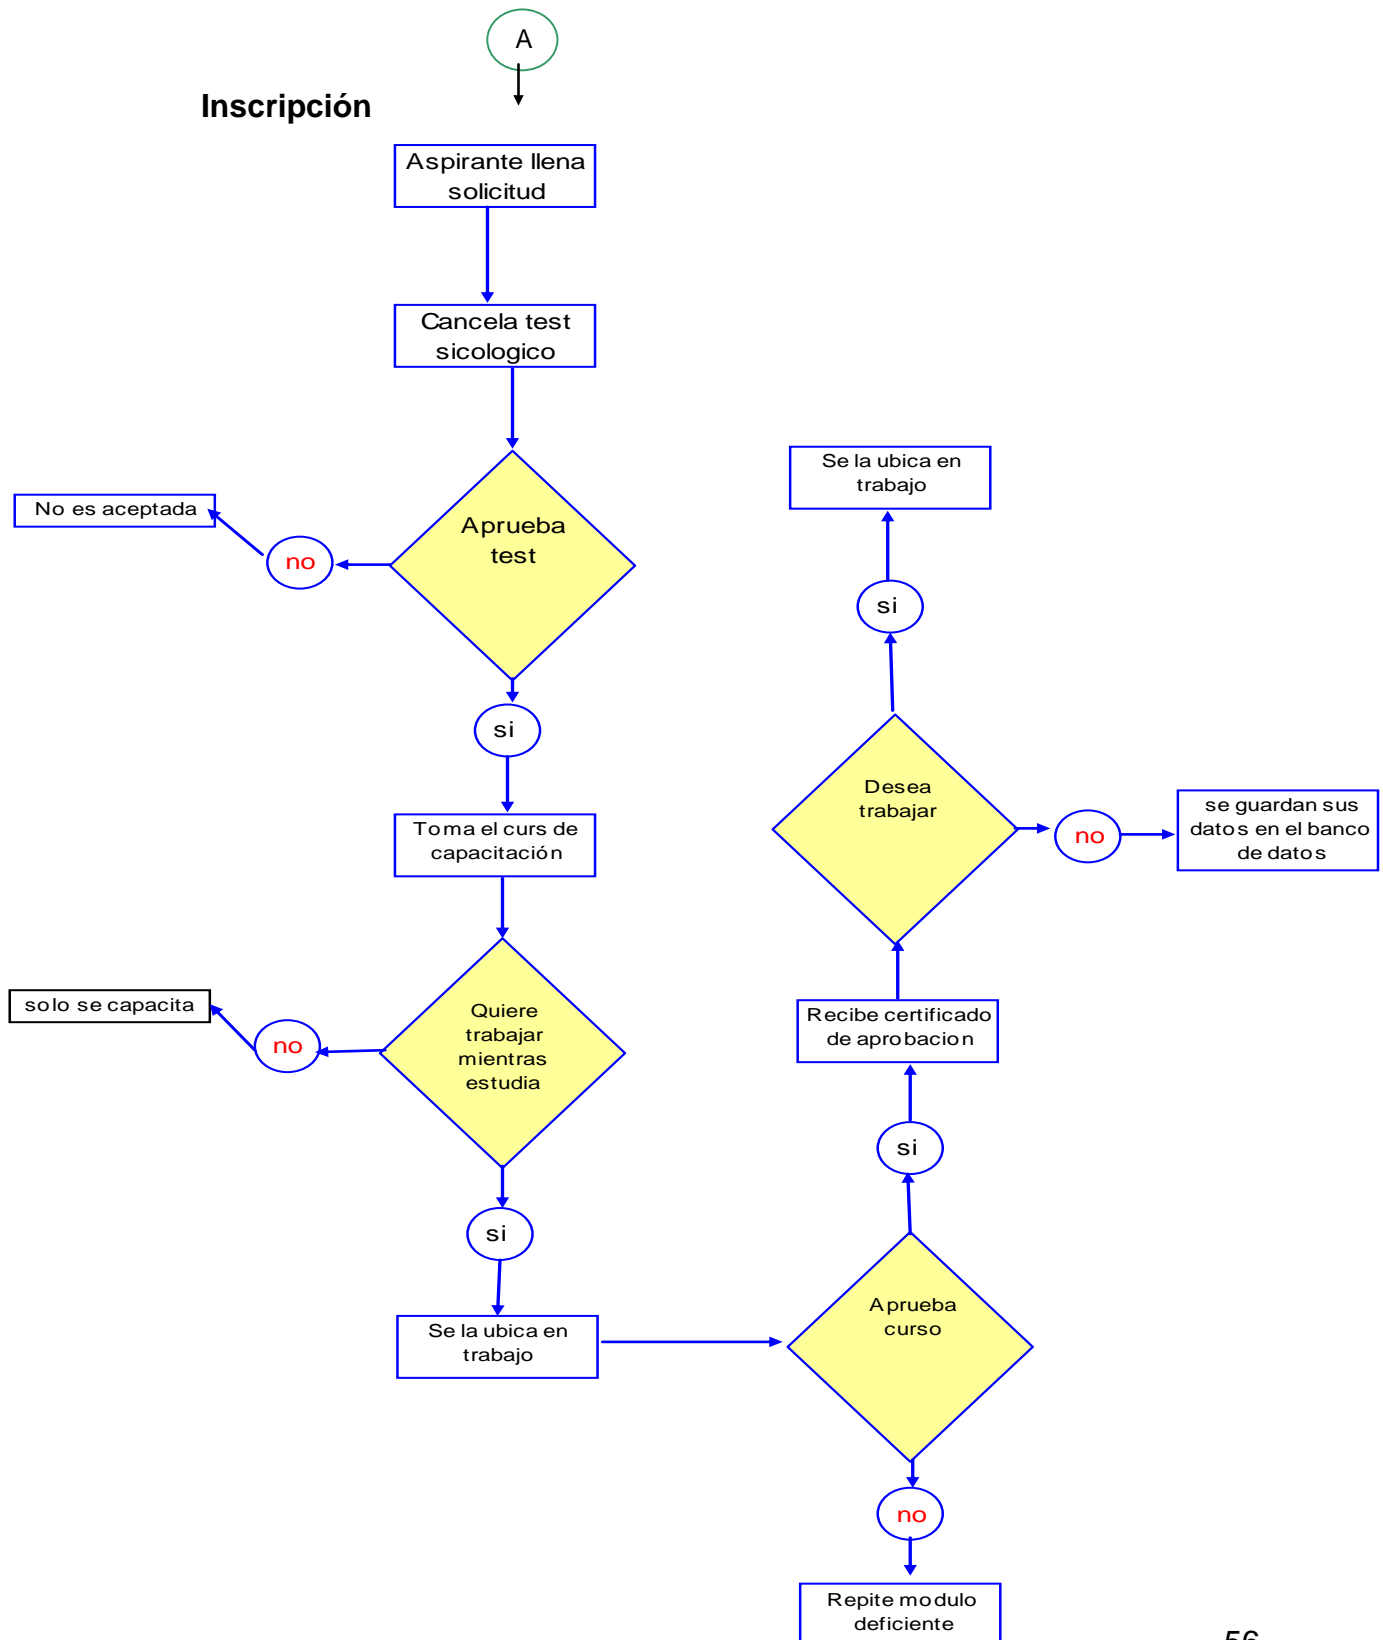 A
Inscripción
Aspirante llena
solicitud
Cancela test
sicologico
Aprueba
test
no
No es aceptada
si
Toma el curs de
capacitación
Quiere
trabajar
mientras
estudia
no
solo se capacita
si
Se la ubica en
trabajo
Aprueba
curso
no
Repite modulo
deficiente
si
Recibe certificado
de aprobacion
Desea
trabajar
no
se guardan sus
datos en el banco
de datos
si
Se la ubica en
trabajo
56